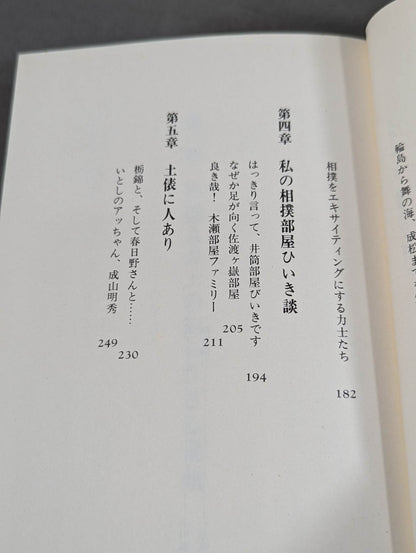 輪島から舞の海、成松ま
相撲をエキサイティングにする力士たち
182
第四章 私の相撲部屋ひいき談
はっきり言って、井筒部屋びいきです
194
なぜか足が向く佐渡ヶ嶽部屋
205
良き哉! 木瀬部屋ファミリー
211
第五章 土俵に人あり
栃錦と、そして春日野さんと……
230
いとしのアッちゃん、成山明秀
249